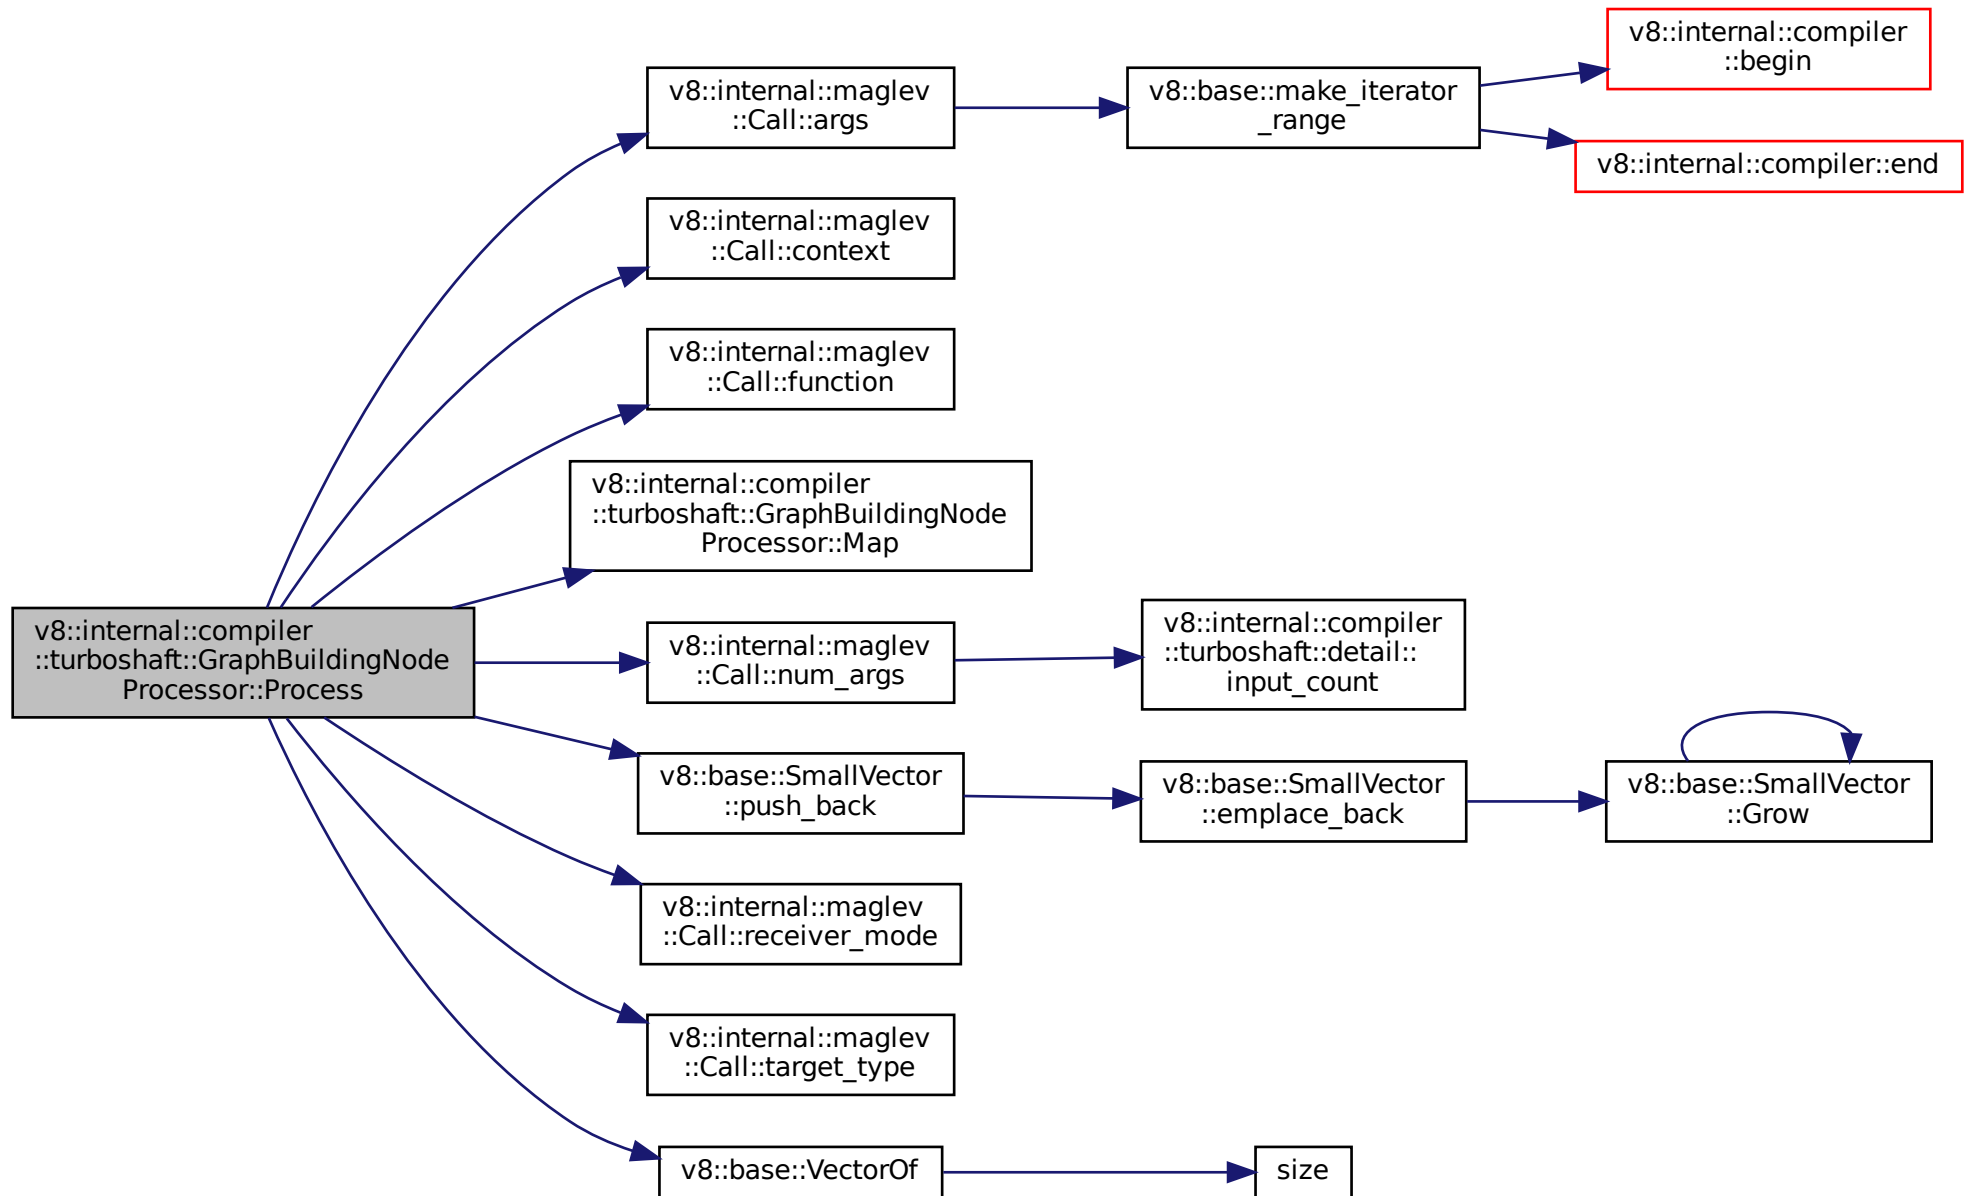 v8::internal::compiler
::begin
v8::internal::maglev
::Call::args
v8::base::make_iterator
_range
v8::internal::compiler::end
v8::internal::maglev
::Call::context
v8::internal::maglev
::Call::function
v8::internal::compiler
::turboshaft::GraphBuildingNode
Processor::Map
v8::internal::compiler
::turboshaft::GraphBuildingNode
Processor::Process
v8::internal::maglev
::Call::num_args
v8::internal::compiler
::turboshaft::detail::
input_count
v8::base::SmallVector
::push_back
v8::base::SmallVector
::emplace_back
v8::base::SmallVector
::Grow
v8::internal::maglev
::Call::receiver_mode
v8::internal::maglev
::Call::target_type
v8::base::VectorOf
size